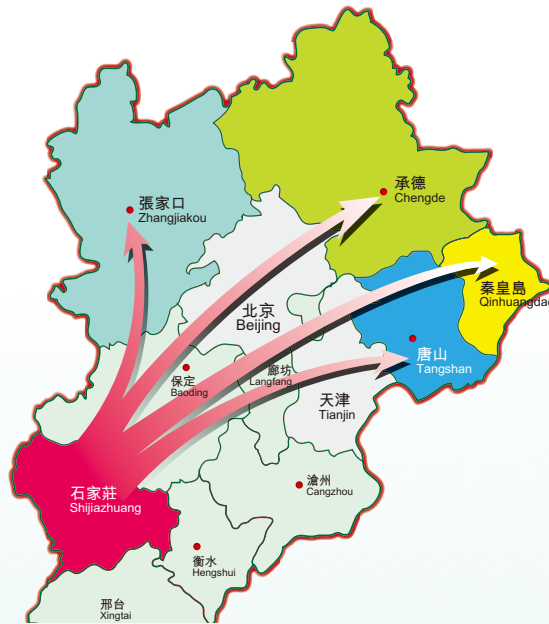 承德
Chengde
張家口
Zhangjiakou
秦皇島
Qinhuangdao
北京
Beijing
唐山
Tangshan
廊坊
Langfang
保定
Baoding
天津
Tianjin
滄州
Cangzhou
石家莊
Shijiazhuang
衡水
Hengshui
邢台
Xingtai